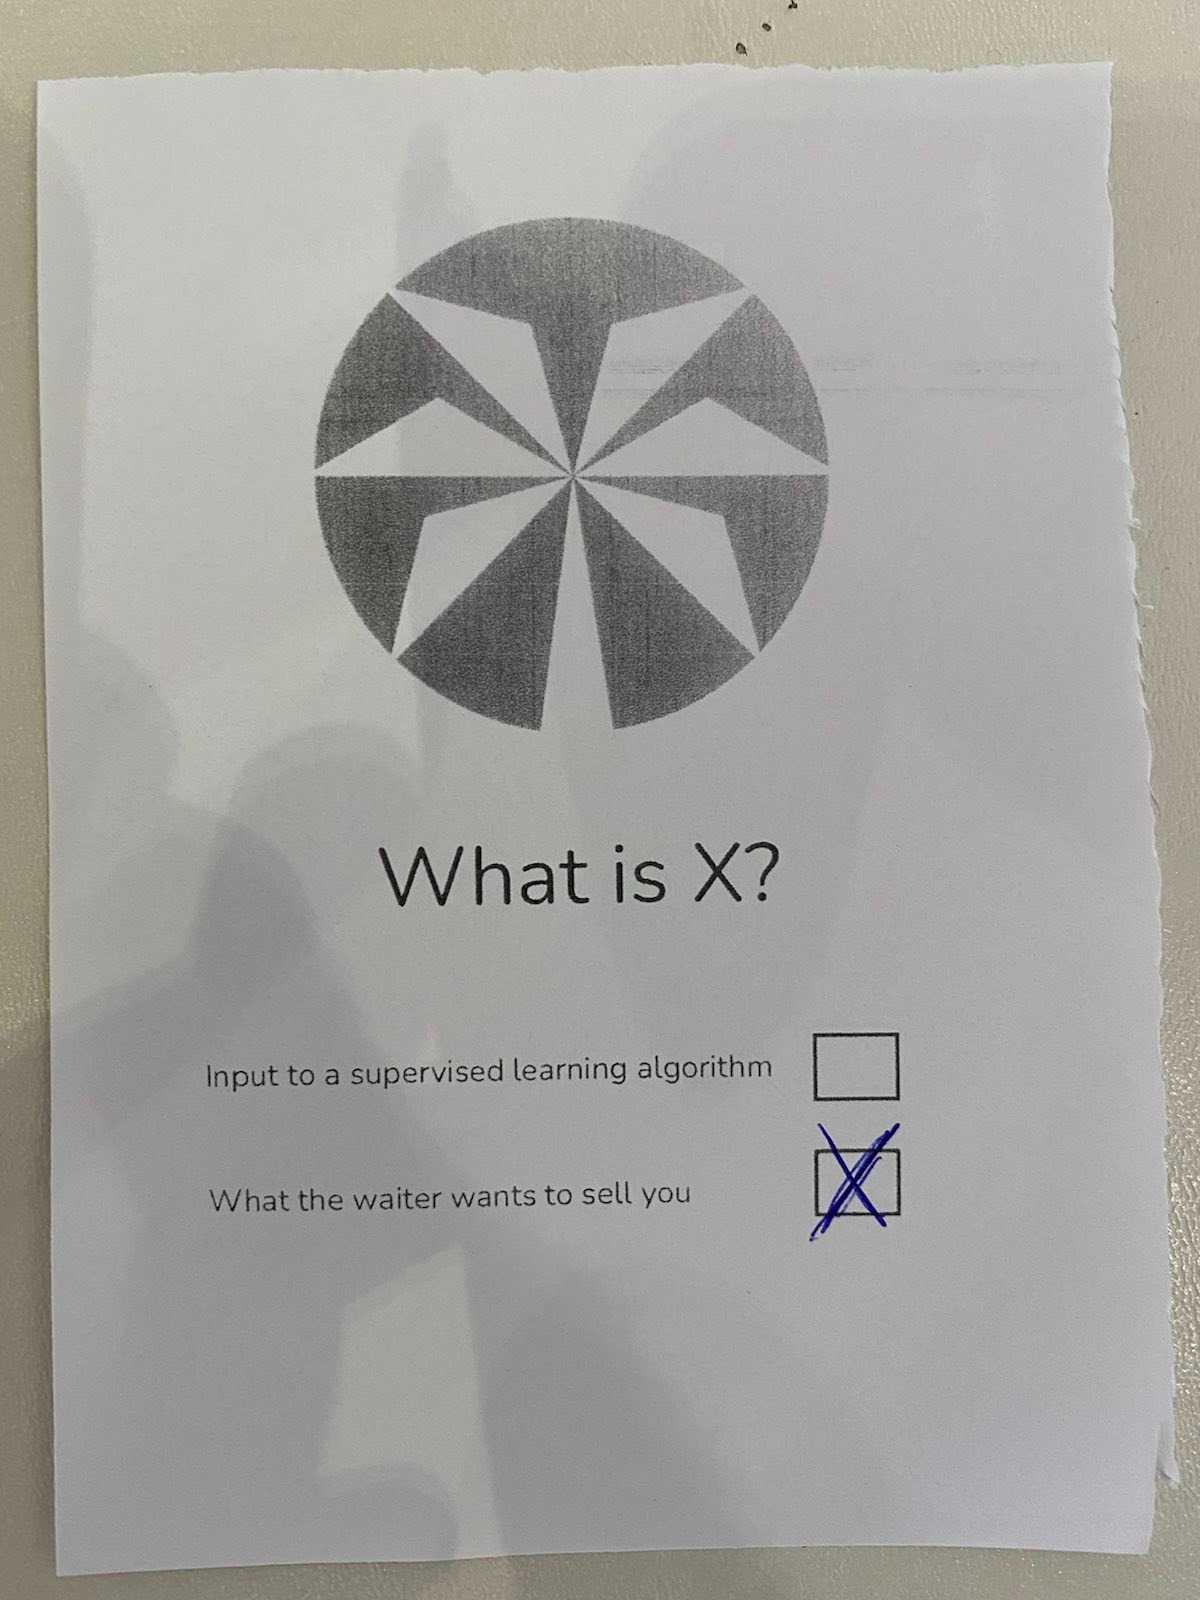 What is X?
Input to a supervised learning algorithm
What the waiter wants to sell you